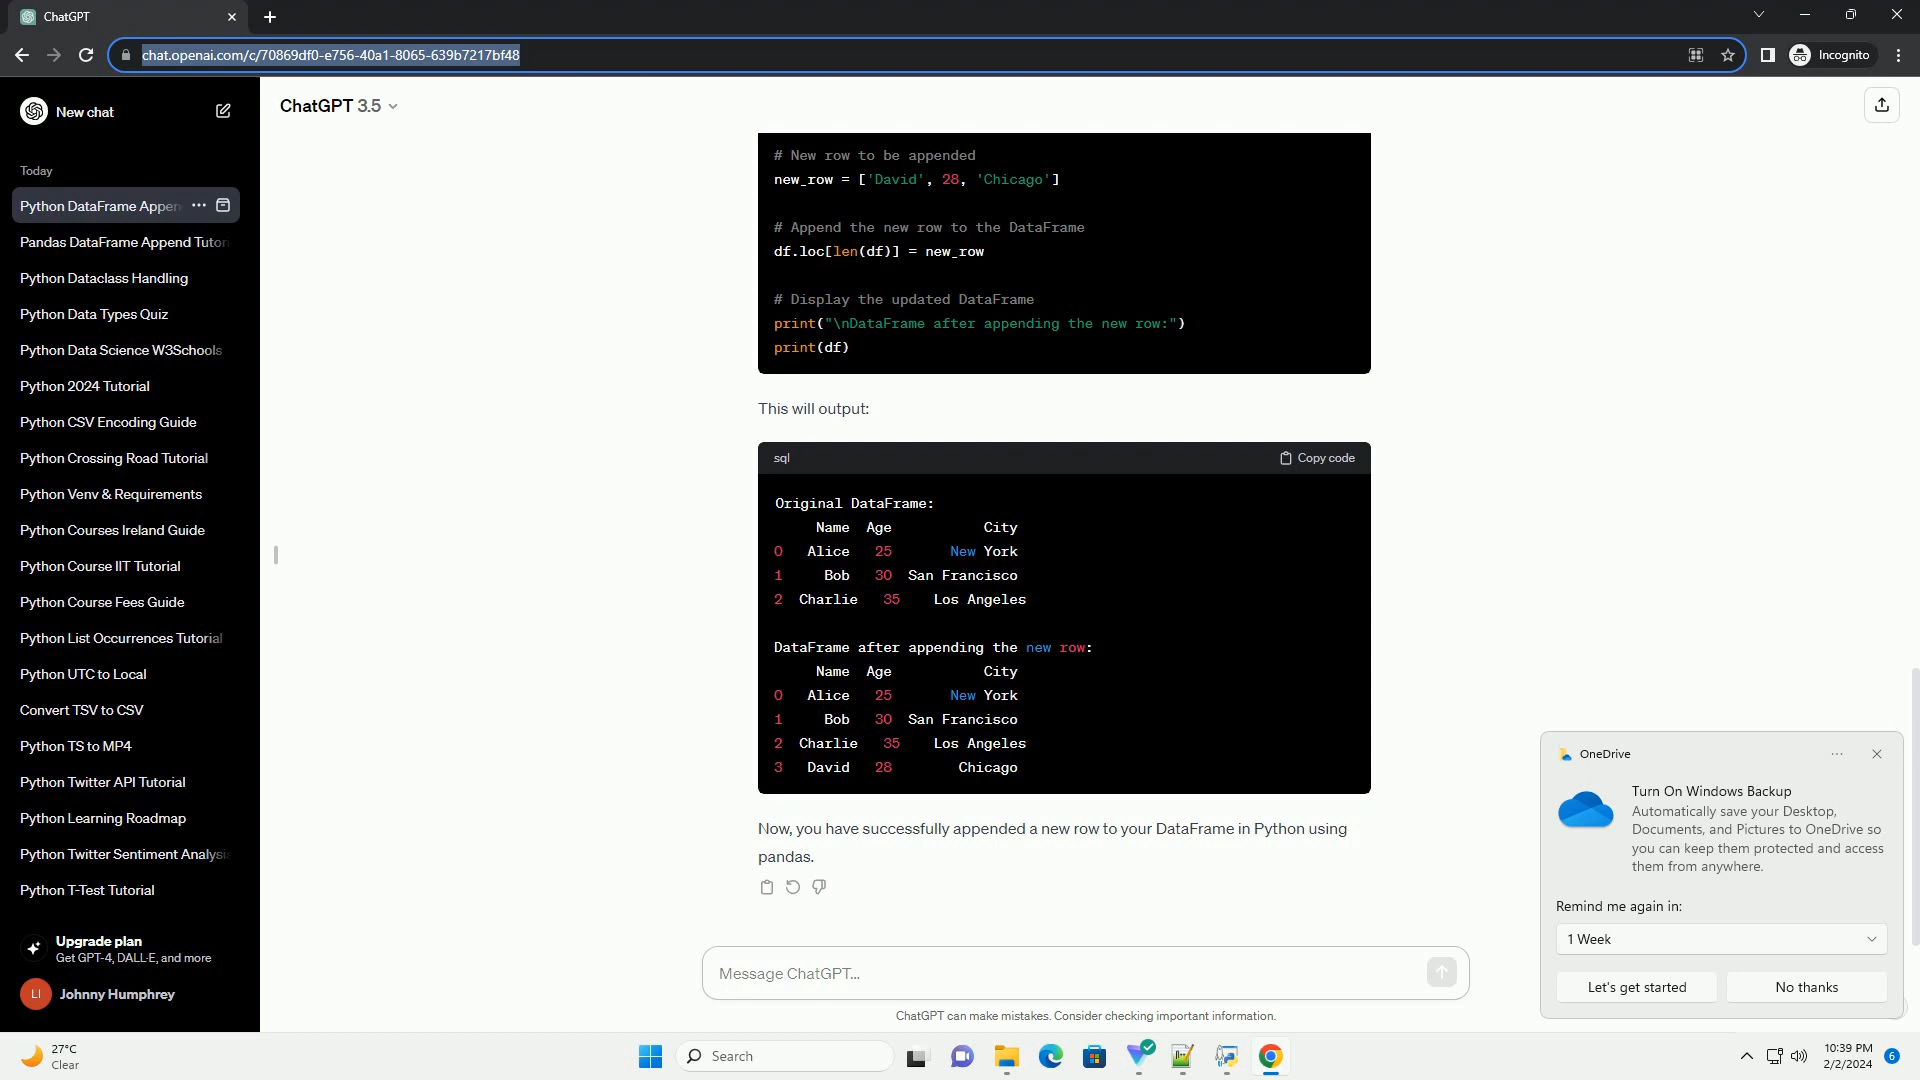 ChatGPT
chat.openai.com/c/70869df0-e756-40a1-8065-639b7217bf48
Incognito
New chat
Today
Python DataFrame Appen
Pandas DataFrame Append Tutor
Python Dataclass Handling
Python Data Types Quiz
Python Data Science W3Schools
Python 2024 Tutorial
Python CSV Encoding Guide
Python Crossing Road Tutorial
Python Venv & Requirements
Python Courses Ireland Guide
Python Course IIT Tutorial
Python Course Fees Guide
Python List Occurrences Tutorial
Python UTC to Local
Convert TSV to CSV
Python TS to MP4
Python Twitter API Tutorial
Python Learning Roadmap
Python Twitter Sentiment Analysis
Python T-Test Tutorial
Upgrade plan
Get GPT-4, DALL·E, and more
LI
Johnny Humphrey
ChatGPT 3.5
# New row to be appended
new_row = ['David', 28, 'Chicago']
# Append the new row to the DataFrame
df.loc[len(df)] = new_row
# Display the updated DataFrame
print("\nDataFrame after appending the new row:")
print(df)
This will output:
sql
Copy code
Original DataFrame:
Name Age City
0 Alice 25 New York
1 Bob 30 San Francisco
2 Charlie 35 Los Angeles
DataFrame after appending the new row:
Name Age City
0 Alice 25 New York
1 Bob 30 San Francisco
2 Charlie 35 Los Angeles
3 David 28 Chicago
Now, you have successfully appended a new row to your DataFrame in Python using
pandas.
Message ChatGPT...
ChatGPT can make mistakes. Consider checking important information.
OneDrive
Turn On Windows Backup
Automatically save your Desktop,
Documents, and Pictures to OneDrive so
you can keep them protected and access
them from anywhere.
Remind me again in:
1 Week
Let's get started
No thanks
27°C
Clear
Search
10:39 PM
2/2/2024
6